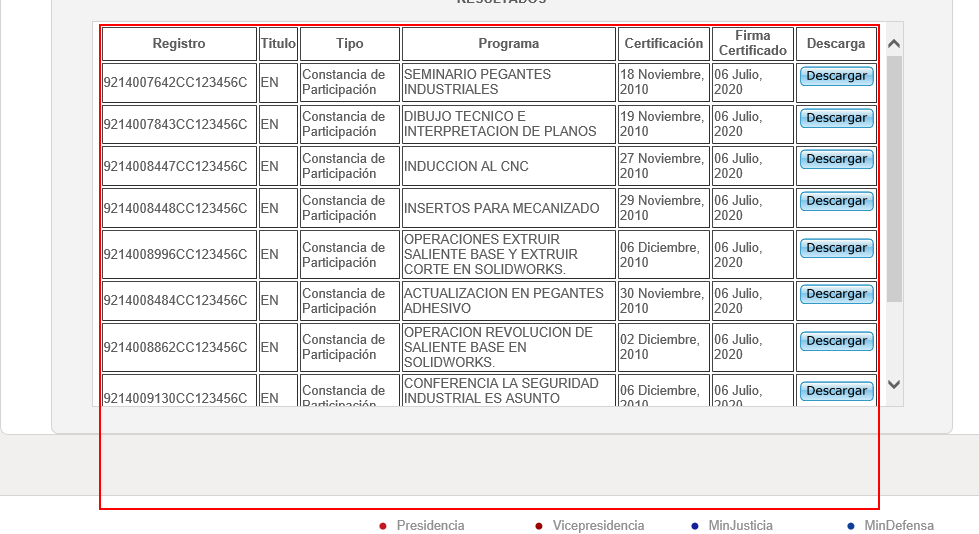 RESULTADOS
Registro Titulo Tipo Programa Certificación Firma Certificado Descarga
9214007642CC123456C EN Constancia de Participación SEMINARIO PEGANTES INDUSTRIALES 18 Noviembre, 2010 06 Julio, 2020 Descargar
9214007843CC123456C EN Constancia de Participación DIBUJO TECNICO E INTERPRETACION DE PLANOS 19 Noviembre, 2010 06 Julio, 2020 Descargar
9214008447CC123456C EN Constancia de Participación INDUCCION AL CNC 27 Noviembre, 2010 06 Julio, 2020 Descargar
9214008448CC123456C EN Constancia de Participación INSERTOS PARA MECANIZADO 29 Noviembre, 2010 06 Julio, 2020 Descargar
9214008996CC123456C EN Constancia de Participación OPERACIONES EXTRUIR SALIENTE BASE Y EXTRUIR CORTE EN SOLIDWORKS. 06 Diciembre, 2010 06 Julio, 2020 Descargar
9214008484CC123456C EN Constancia de Participación ACTUALIZACION EN PEGANTES ADHESIVO 30 Noviembre, 2010 06 Julio, 2020 Descargar
9214008862CC123456C EN Constancia de Participación OPERACION REVOLUCION DE SALIENTE BASE EN SOLIDWORKS. 02 Diciembre, 2010 06 Julio, 2020 Descargar
9214009130CC123456C EN Constancia de Participación CONFERENCIA LA SEGURIDAD INDUSTRIAL ES ASUNTO 06 Diciembre, 2010 06 Julio, 2020 Descargar
Presidencia Vicepresidencia MinJusticia MinDefensa